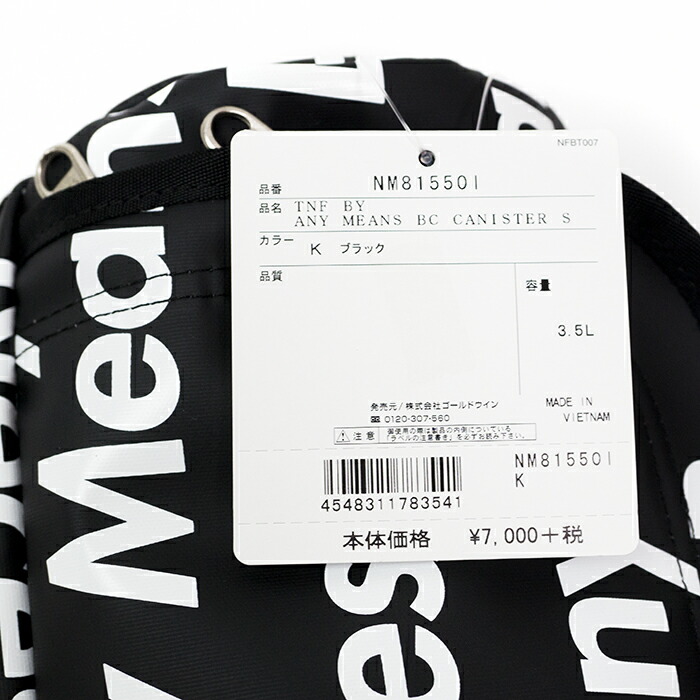 NFBT007
品番 NM81550I
品名 TNF BY
ANY MEANS BC CANISTER S
カラー K ブラック
品質
容量
3.5L
発売元/株式会社ゴールドウイン
0120-307-560
MADE IN
VIETNAM
注意 御使用の際は製品の内側についている
「ラベルの注意書き」を必ずお読み下さい。
NM81550I
K
4548311783541
本体価格 ¥7,000+税
Mean
y
es
ny